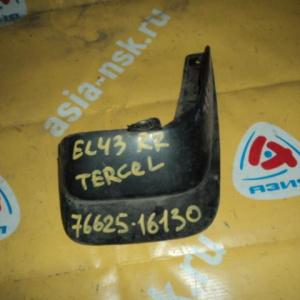 asia-nsk.ru
EL43 RR
TERCEL
76625-16130
АЗИЯ